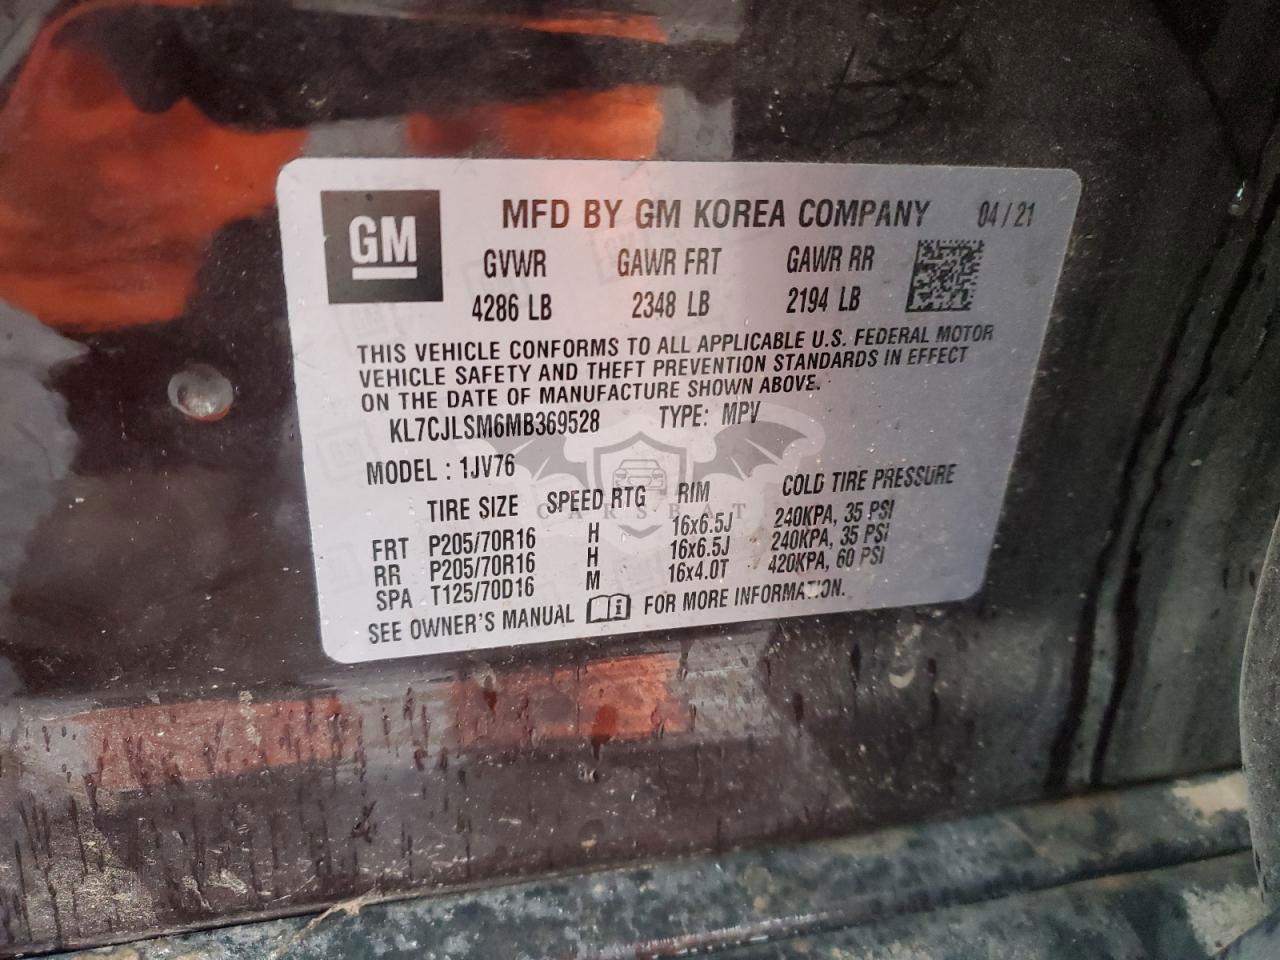 GM
MFD BY GM KOREA COMPANY 04/21
GVWR GAWR FRT GAWR RR
4286 LB 2348 LB 2194 LB
THIS VEHICLE CONFORMS TO ALL APPLICABLE U.S. FEDERAL MOTOR
VEHICLE SAFETY AND THEFT PREVENTION STANDARDS IN EFFECT
ON THE DATE OF MANUFACTURE SHOWN ABOVE.
KL7CJLSM6MB369528 TYPE: MPV
MODEL : 1JV76
TIRE SIZE SPEED RTG RIM COLD TIRE PRESSURE
CARSBAT
FRT P205/70R16 H 16x6.5J 240KPA, 35 PSI
RR P205/70R16 H 16x6.5J 240KPA, 35 PSI
SPA T125/70D16 M 16x4.0T 420KPA, 60 PSI
SEE OWNER'S MANUAL FOR MORE INFORMATION.